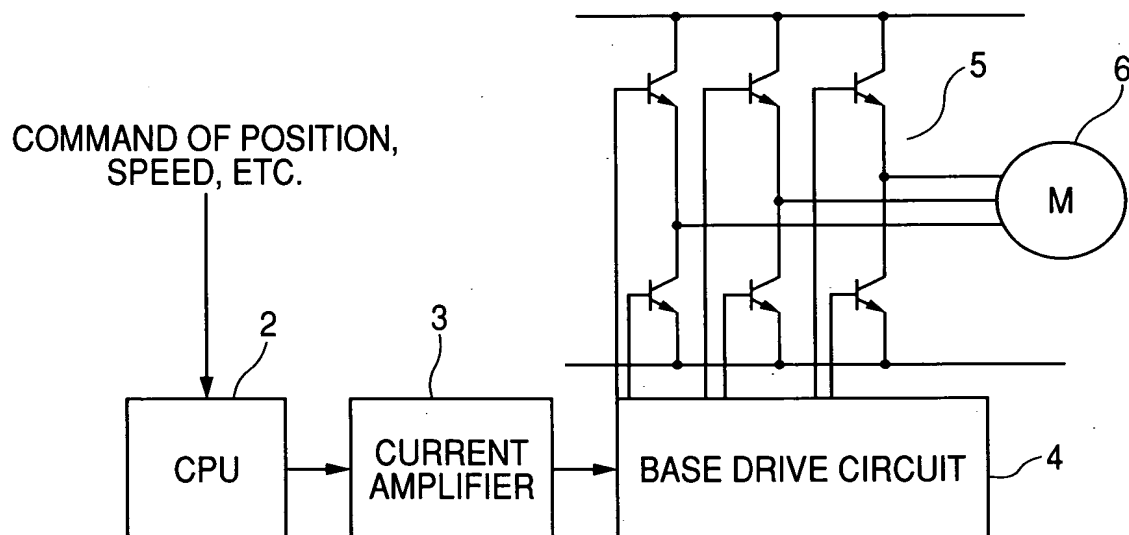 5
6
COMMAND OF POSITION,
SPEED, ETC.
M
2
3
CPU
CURRENT
AMPLIFIER
BASE DRIVE CIRCUIT
4